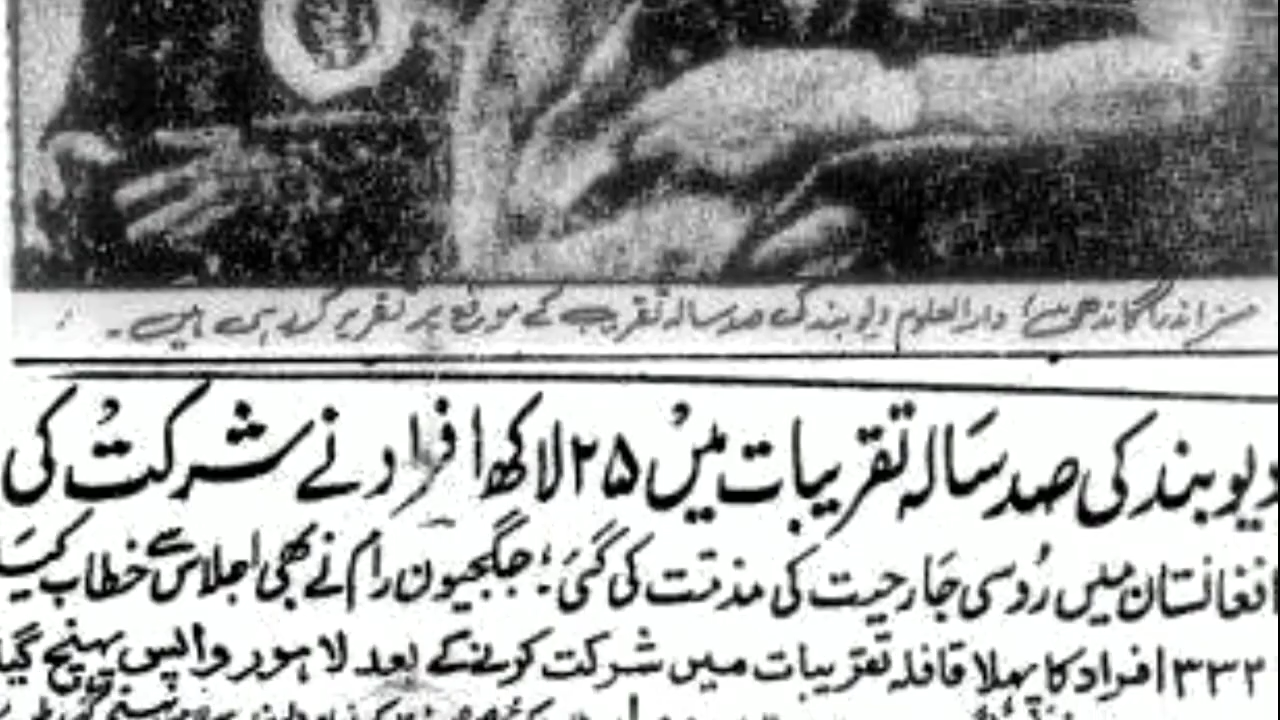 مسز اندرا گاندھی دارالعلوم دیوبند کی صد سالہ تقریب کے موقع پر تقریر کر رہی ہیں۔
دیوبند کی صد سالہ تقریبات میں ۲۵ لاکھ افراد نے شرکت کی
افغانستان میں رُوسی جارحیت کی مذمت کی گئی؛ جگجیون رام نے بھی اجلاس سے خطاب کیا
۳۳۲ افراد کا پہلا قافلہ تقریبات میں شرکت کرنے کے بعد لاہور واپس پہنچ گیا